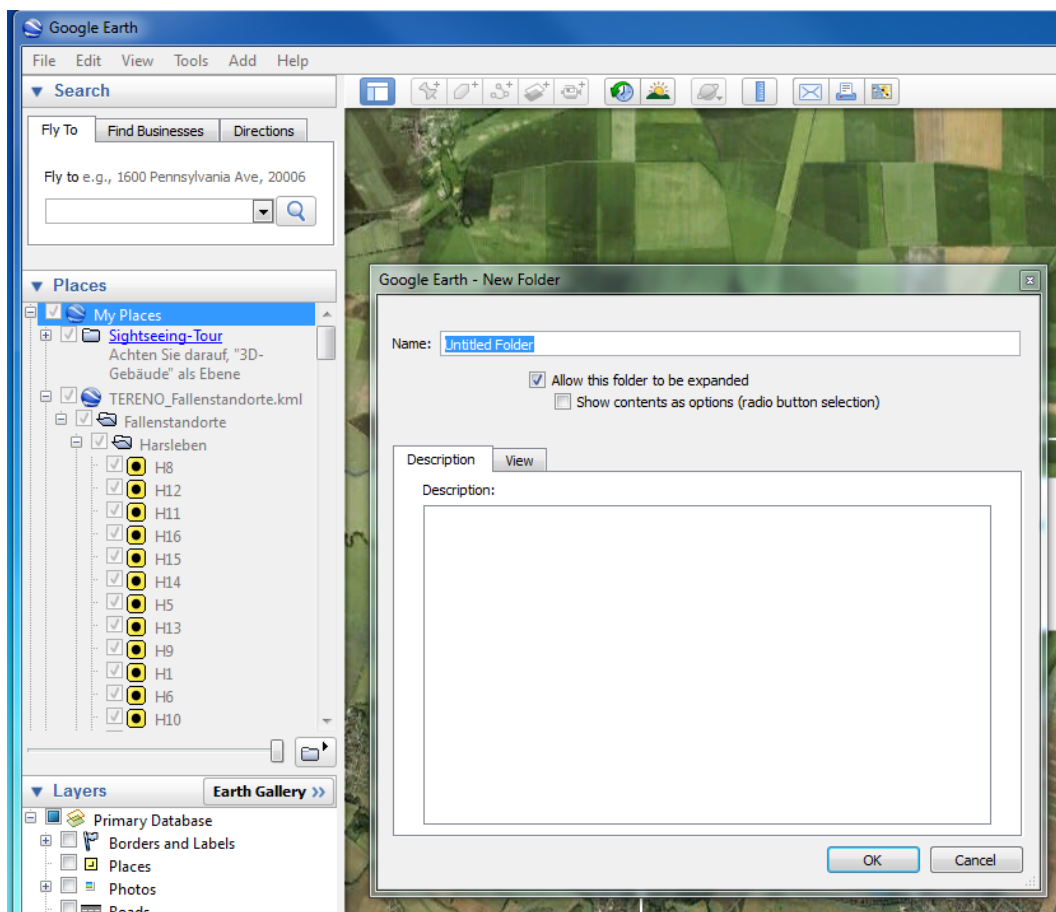 Google Earth
File Edit View Tools Add Help
Search
Fly To Find Businesses Directions
Fly to e.g., 1600 Pennsylvania Ave, 20006
Places
My Places
Sightseeing-Tour
Achten Sie darauf, "3D-
Gebäude" als Ebene
TERENO_Fallenstandorte.kml
Fallenstandorte
Harsleben
H8
H12
H11
H16
H15
H14
H5
H13
H9
H1
H6
H10
Layers Earth Gallery »
Primary Database
Borders and Labels
Places
Photos
Roads
Google Earth - New Folder
Name: Untitled Folder
Allow this folder to be expanded
Show contents as options (radio button selection)
Description View
Description:
OK Cancel